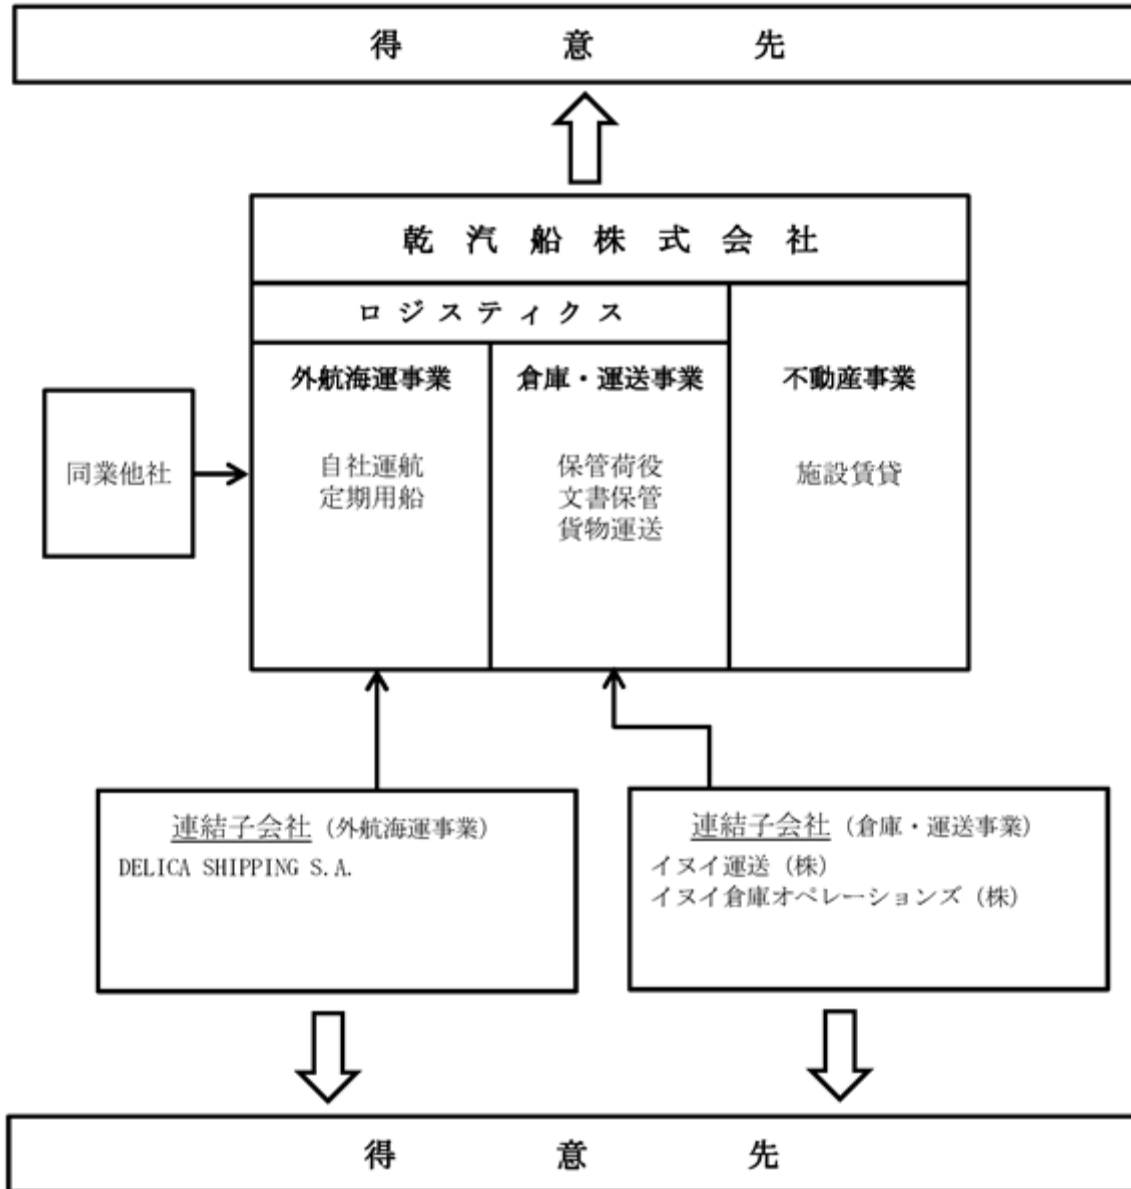 得意先
乾汽船株式会社
ロジスティクス
外航海運事業
自社運航
定期用船
倉庫・運送事業
保管荷役
文書保管
貨物運送
不動産事業
施設賃貸
同業他社
連結子会社（外航海運事業）
DELICA SHIPPING S.A.
連結子会社（倉庫・運送事業）
イヌイ運送（株）
イヌイ倉庫オペレーションズ（株）
得意先